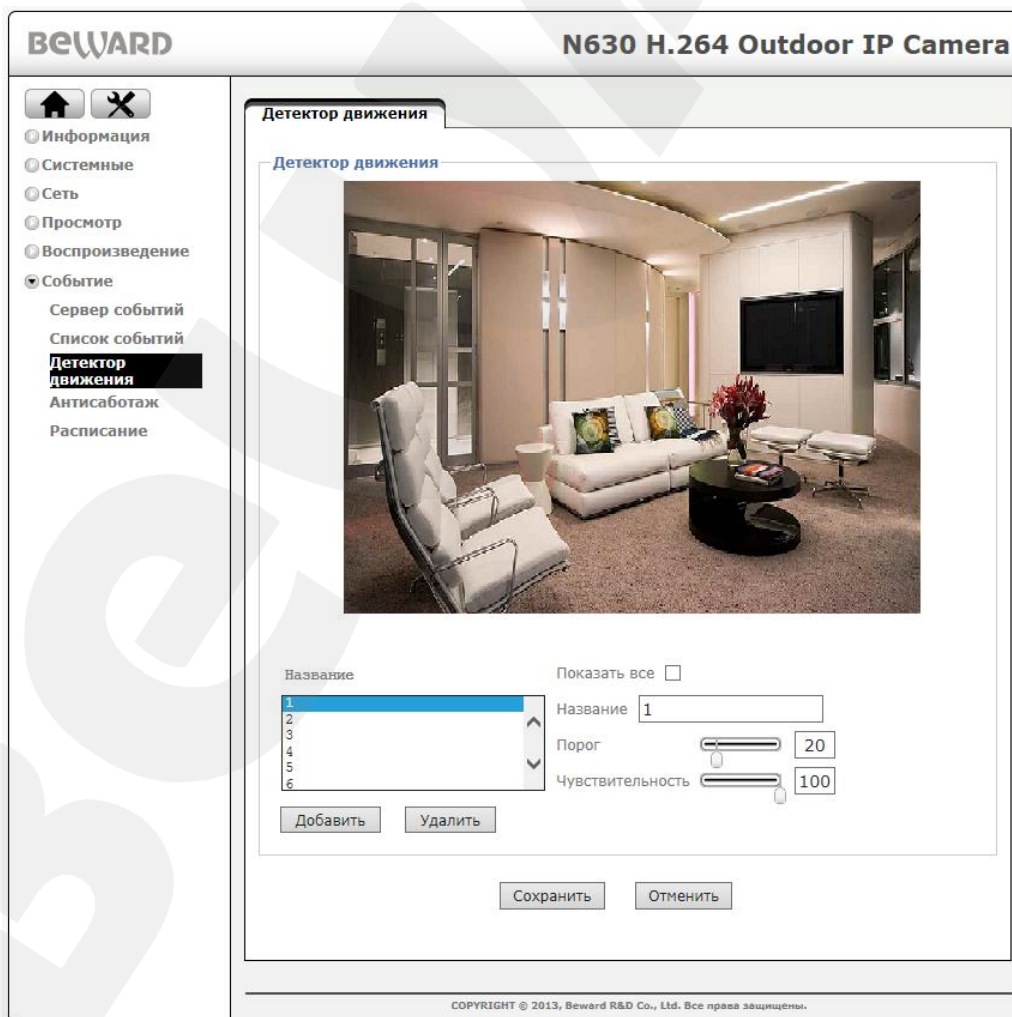 BEWARD
N630 H.264 Outdoor IP Camera
Информация
Системные
Сеть
Просмотр
Воспроизведение
Событие
Сервер событий
Список событий
Детектор
движения
Антисаботаж
Расписание
Детектор движения
Детектор движения
Название
1
2
3
4
5
6
Показать все
Название 1
Порог 20
Чувствительность 100
Добавить Удалить
Сохранить Отменить
COPYRIGHT © 2013, Beward R&D Co., Ltd. Все права защищены.